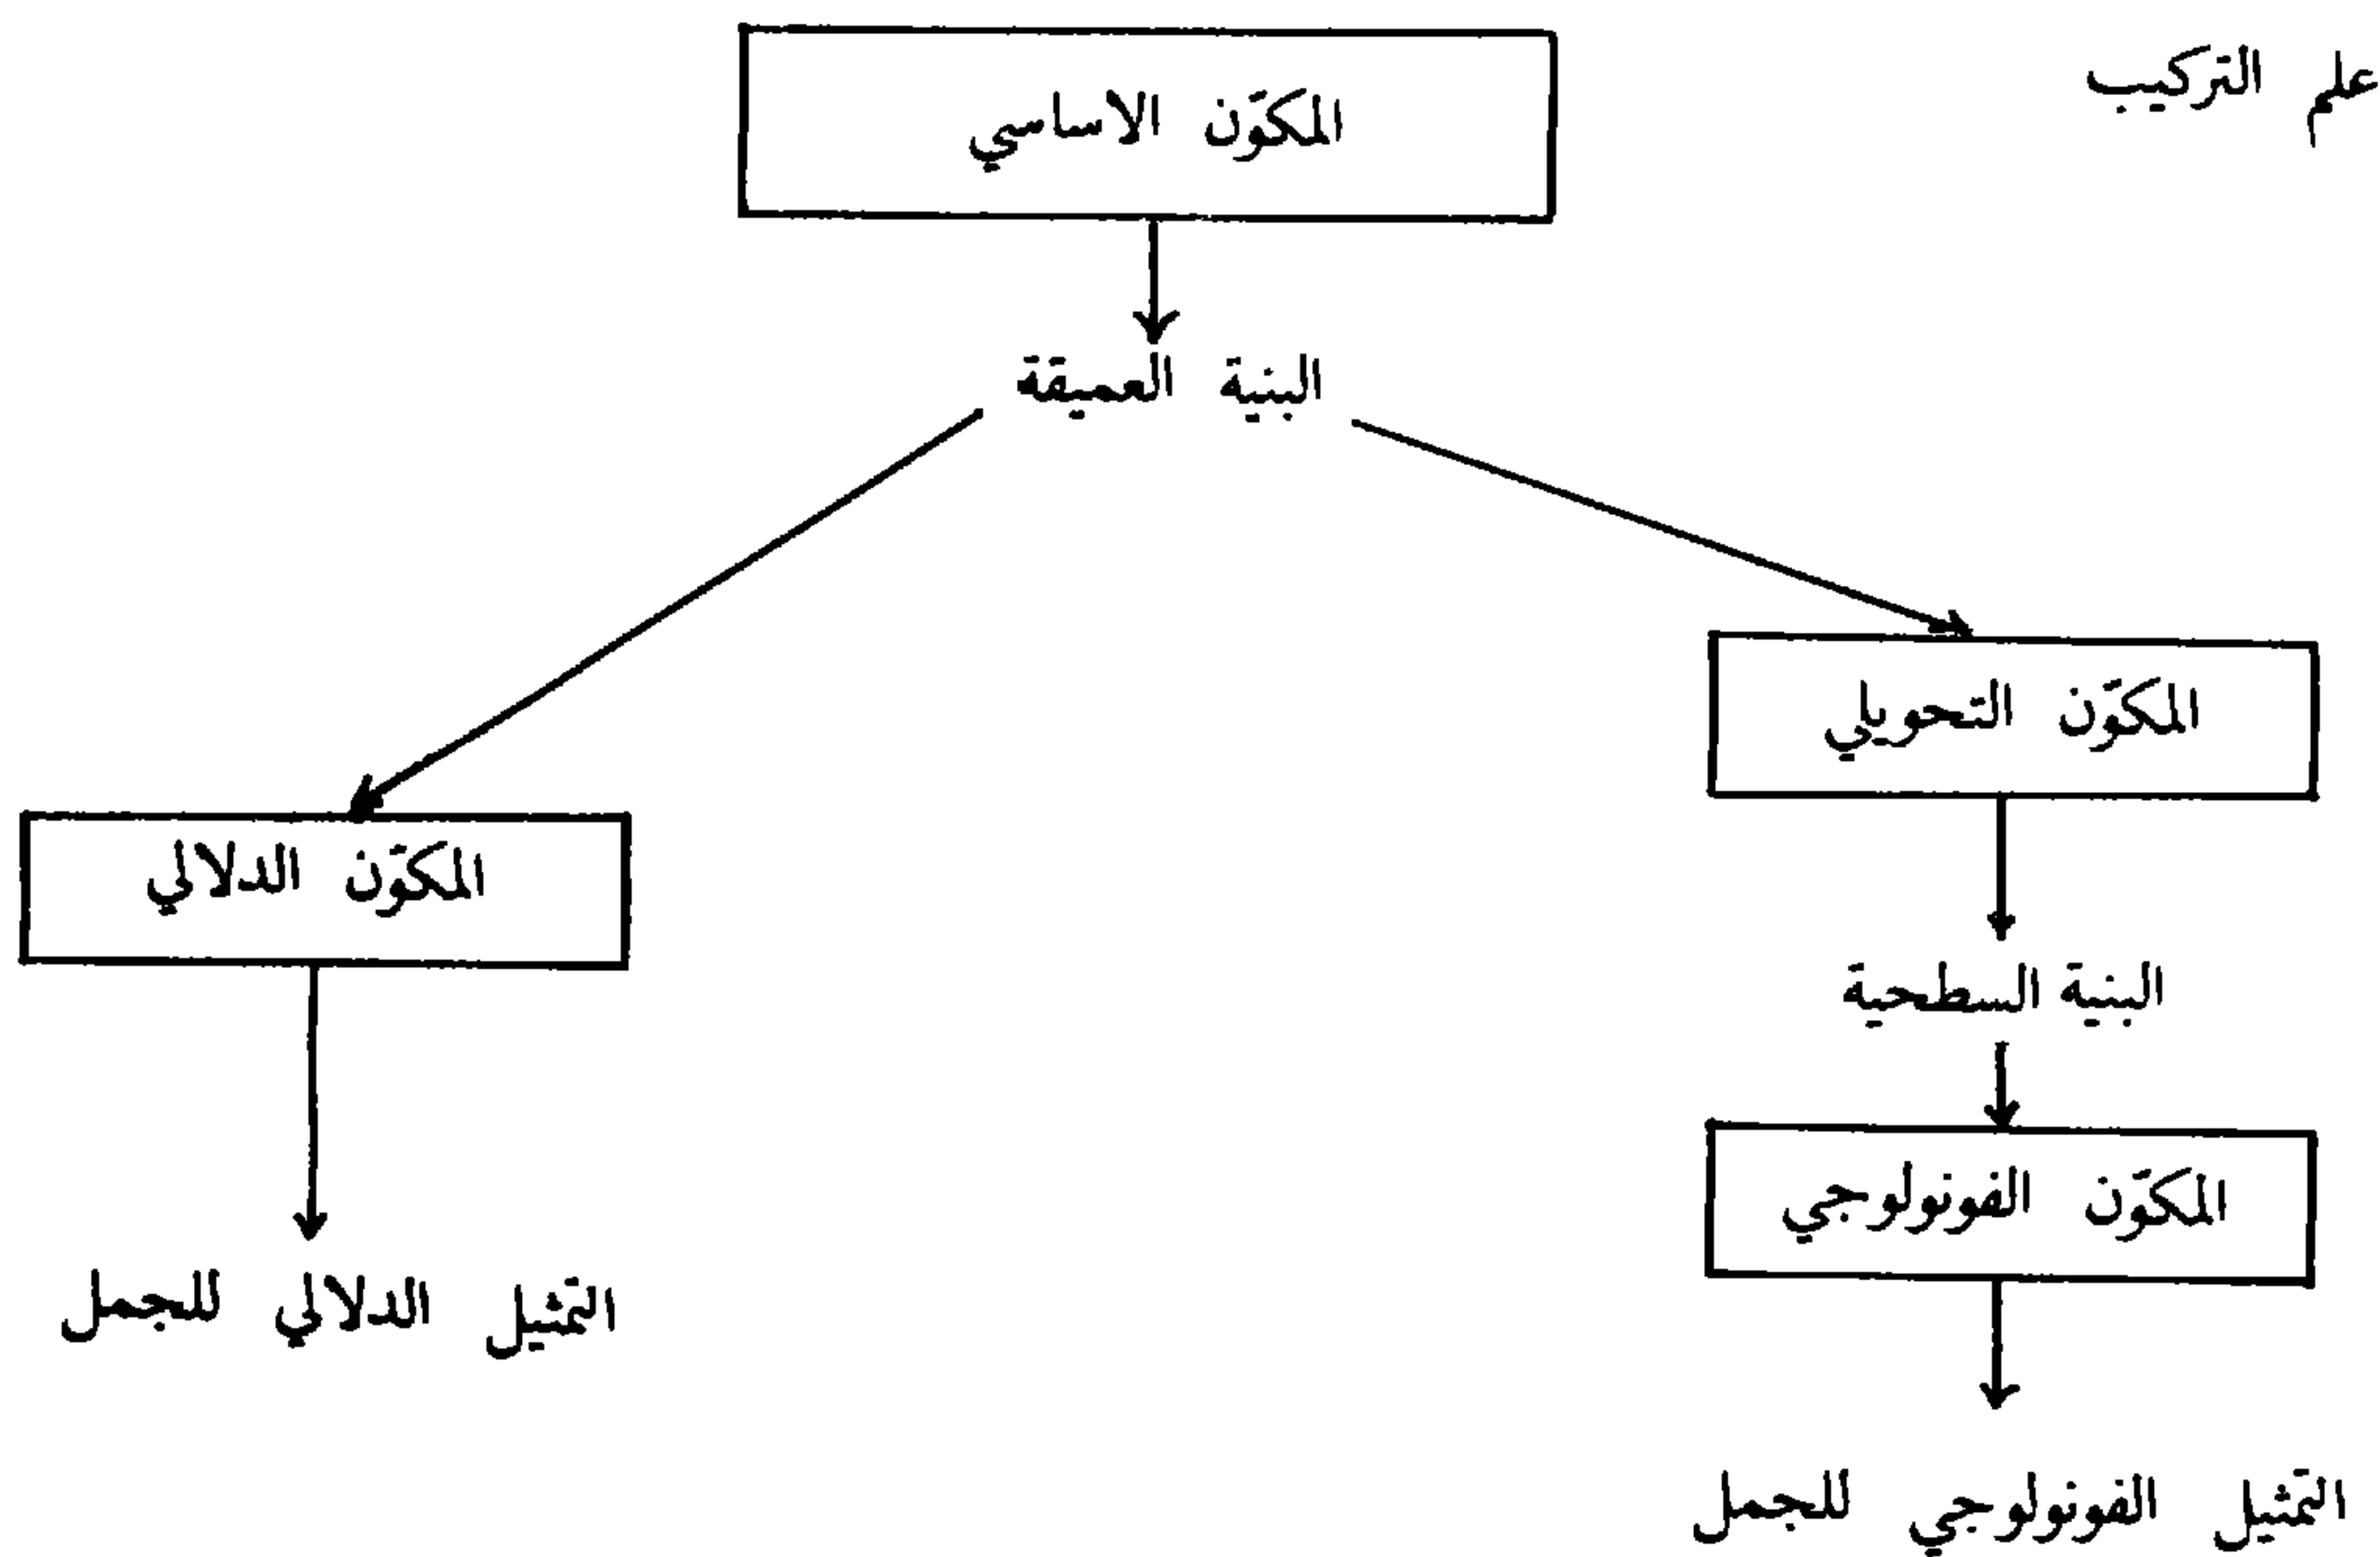 علم التركيب
المكوّن الاساسي
البنية العميقة
المكوّن التحويلي
المكوّن الدلالي
البنية السطحية
المكوّن الفونولوجي
التمثيل الدلالي للجمل
التمثيل الفونولوجي للجمل